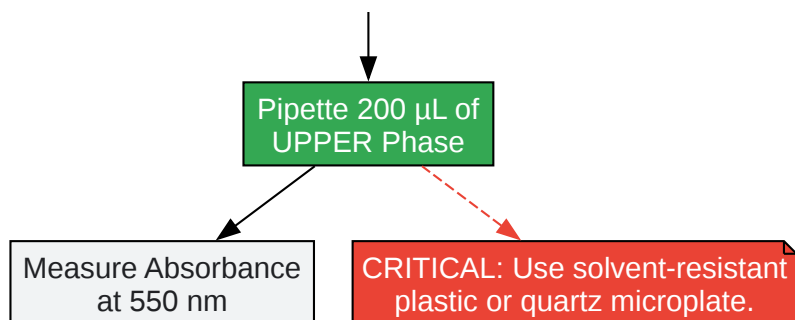 Pipette 200 µL of
UPPER Phase
Measure Absorbance
at 550 nm
CRITICAL: Use solvent-resistant
plastic or quartz microplate.